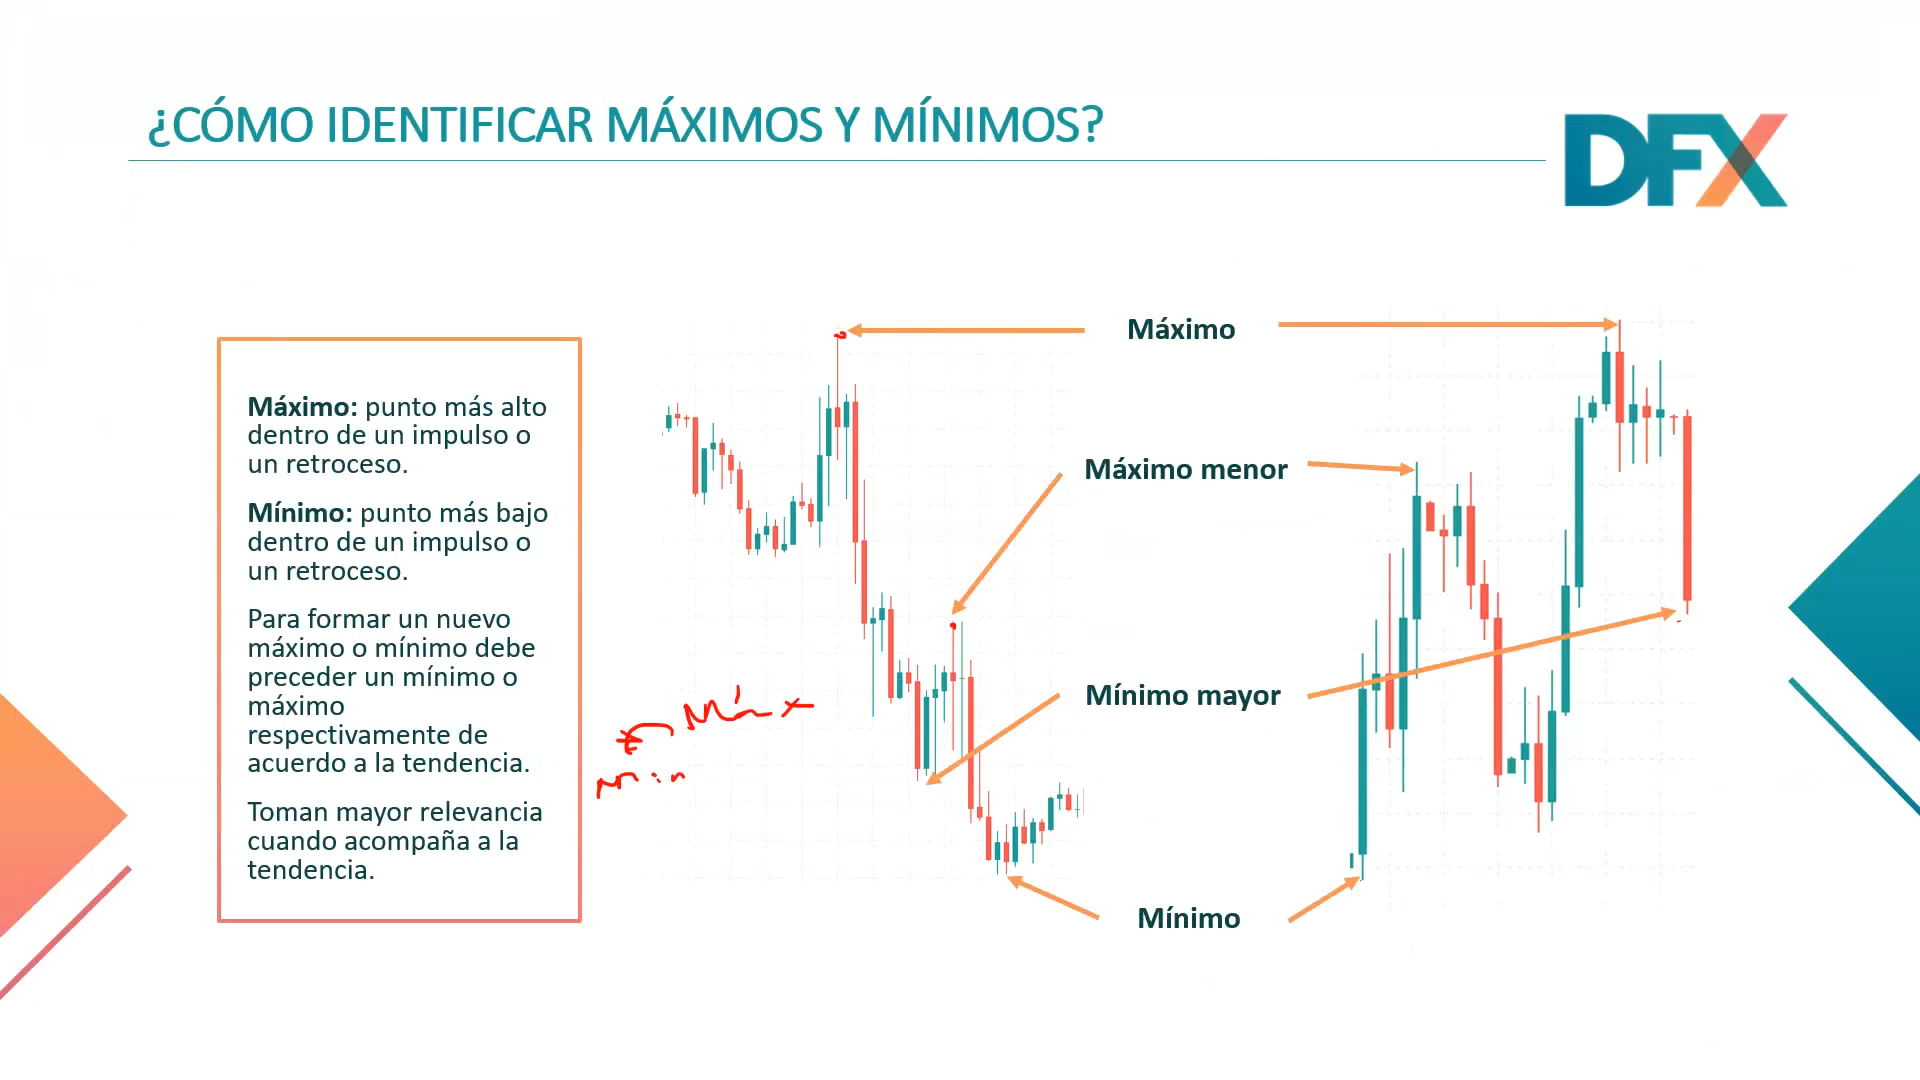 ¿CÓMO IDENTIFICAR MÁXIMOS Y MÍNIMOS?
DFX
Máximo: punto más alto
dentro de un impulso o
un retroceso.
Mínimo: punto más bajo
dentro de un impulso o
un retroceso.
Para formar un nuevo
máximo o mínimo debe
preceder un mínimo o
máximo
respectivamente de
acuerdo a la tendencia.
Toman mayor relevancia
cuando acompaña a la
tendencia.
Máx
Min
Máximo
Máximo menor
Mínimo mayor
Mínimo